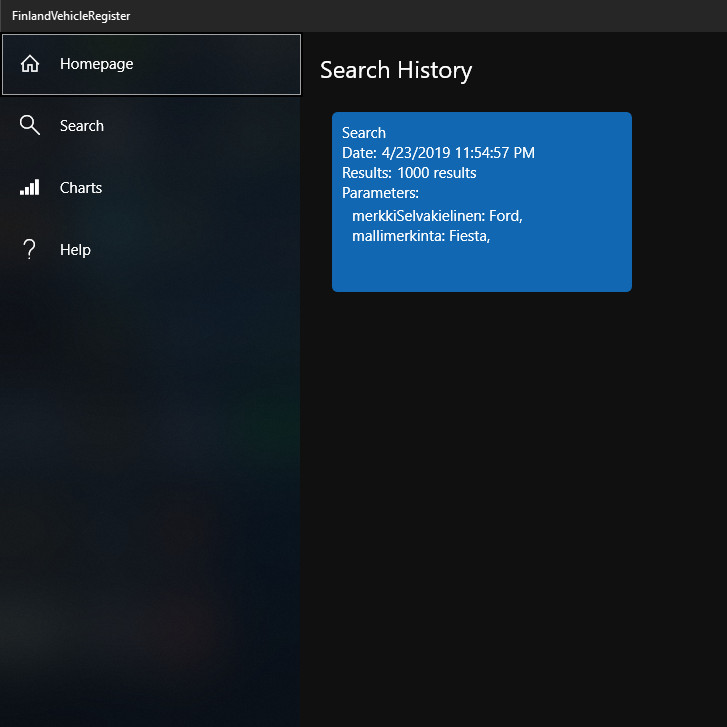 FinlandVehicleRegister
Homepage
Search
Charts
Help
Search History
Search
Date: 4/23/2019 11:54:57 PM
Results: 1000 results
Parameters:
merkkiSelvakielinen: Ford,
mallimerkinta: Fiesta,